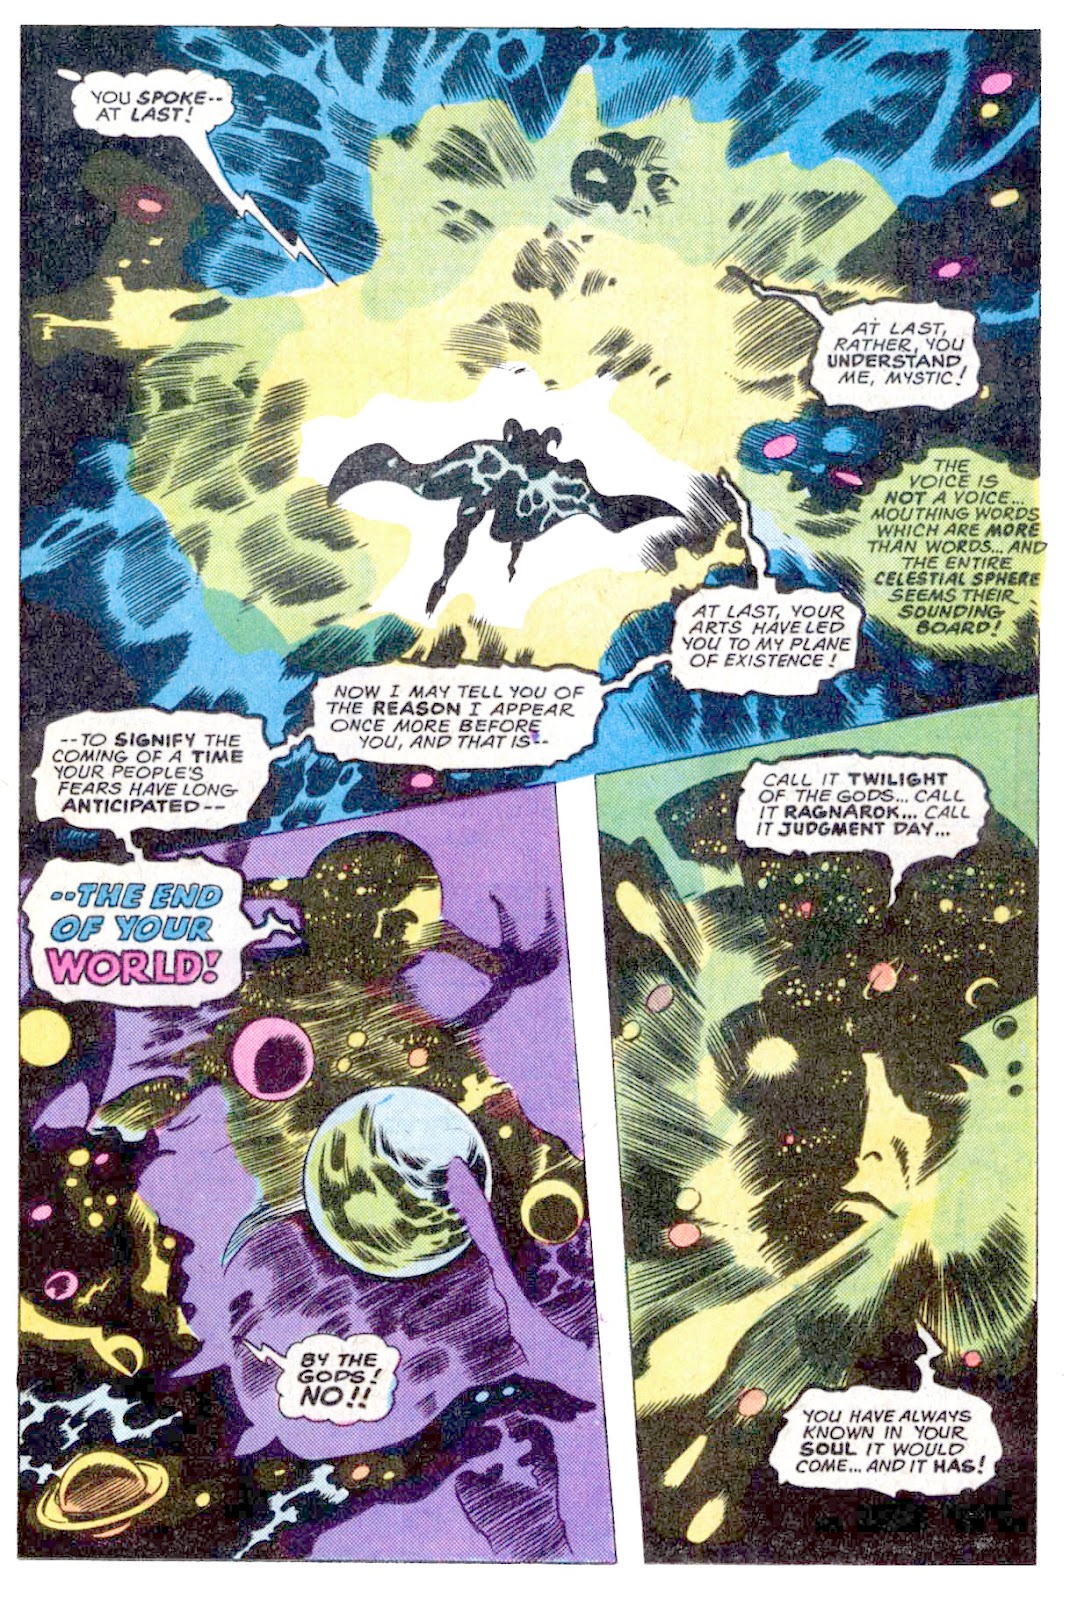 YOU SPOKE--
AT LAST!
AT LAST,
RATHER, YOU
UNDERSTAND
ME, MYSTIC!
THE
VOICE IS
NOT A VOICE...
MOUTHING WORDS
WHICH ARE MORE
THAN WORDS... AND
THE ENTIRE
CELESTIAL SPHERE
SEEMS THEIR
SOUNDING
BOARD!
AT LAST, YOUR
ARTS HAVE LED
YOU TO MY PLANE
OF EXISTENCE!
NOW I MAY TELL YOU OF
THE REASON I APPEAR
ONCE MORE BEFORE
YOU, AND THAT IS--
--TO SIGNIFY THE
COMING OF A TIME
YOUR PEOPLE'S
FEARS HAVE LONG
ANTICIPATED--
--THE END
OF YOUR
WORLD!
BY THE
GODS!
NO!!
CALL IT TWILIGHT
OF THE GODS... CALL
IT RAGNAROK... CALL
IT JUDGMENT DAY...
YOU HAVE ALWAYS
KNOWN IN YOUR
SOUL IT WOULD
COME... AND IT HAS!